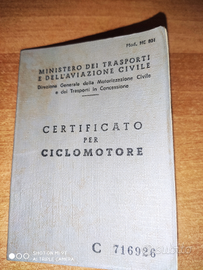 Mod. MC
MINISTERO DEI TRASPORTI
E DELL'AVIAZIONE CIVILE
Direzione Generale della Motorizzazione Civile
e dei Trasporti in Concessione
CERTIFICATO
PER
CICLOMOTORE
C 716926